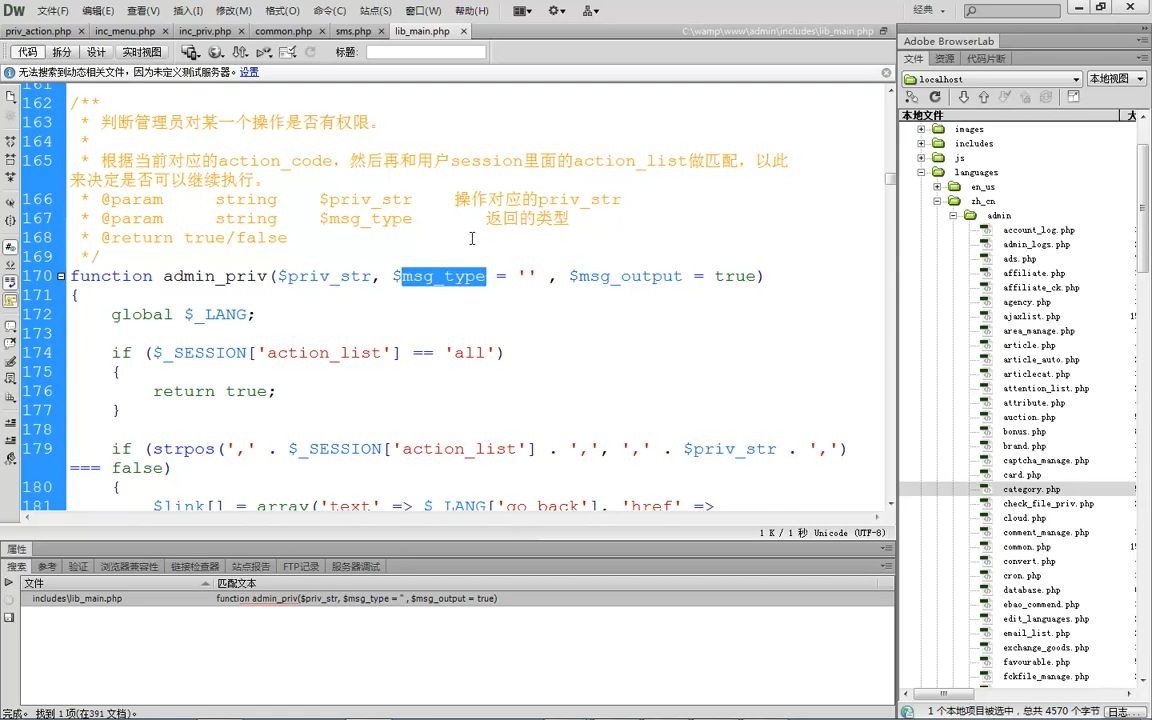 Dw 文件(F) 编辑(E) 查看(V) 插入(I) 修改(M) 格式(O) 命令(C) 站点(S) 窗口(W) 帮助(H) 经典
priv_action.php × inc_menu.php × inc_priv.php × common.php × sms.php × lib_main.php × C:\wamp\www\admin\includes\lib_main.php
代码 拆分 设计 实时视图 标题:
无法搜索到动态相关文件，因为未定义测试服务器。 设置
161
162 /**
163 * 判断管理员对某一个操作是否有权限。
164 *
165 * 根据当前对应的action_code，然后再和用户session里面的action_list做匹配，以此
来决定是否可以继续执行。
166 * @param string $priv_str 操作对应的priv_str
167 * @param string $msg_type 返回的类型
168 * @return true/false
169 */
170 function admin_priv($priv_str, $msg_type = '' , $msg_output = true)
171 {
172 global $_LANG;
173
174 if ($_SESSION['action_list'] == 'all')
175 {
176 return true;
177 }
178
179 if (strpos(',' . $_SESSION['action_list'] . ',', ',' . $priv_str . ',')
=== false)
180 {
181 $link[] = array('text' => $_LANG['go_back'], 'href' =>
1 K / 1 秒 Unicode (UTF-8)
属性
搜索 参考 验证 浏览器兼容性 链接检查器 站点报告 FTP记录 服务器调试
文件 匹配文本
includes\lib_main.php function admin_priv($priv_str, $msg_type = '' , $msg_output = true)
完成。 找到 1 项(在391 文档)。
Adobe BrowserLab
文件 资源 代码片断
localhost 本地视图
本地文件 大
images
includes
js
languages
en_us
zh_cn
admin
account_log.php
admin_logs.php
ads.php
affiliate.php
affiliate_ck.php
agency.php
ajaxlist.php
area_manage.php
article.php
article_auto.php
articlecat.php
attention_list.php
attribute.php
auction.php
bonus.php
brand.php
captcha_manage.php
card.php
category.php
check_file_priv.php
cloud.php
comment_manage.php
common.php
convert.php
cron.php
database.php
ebao_commend.php
edit_languages.php
email_list.php
exchange_goods.php
favourable.php
fckfile_manage.php
1 个本地项目被选中，总共 4570 个字节 日志...